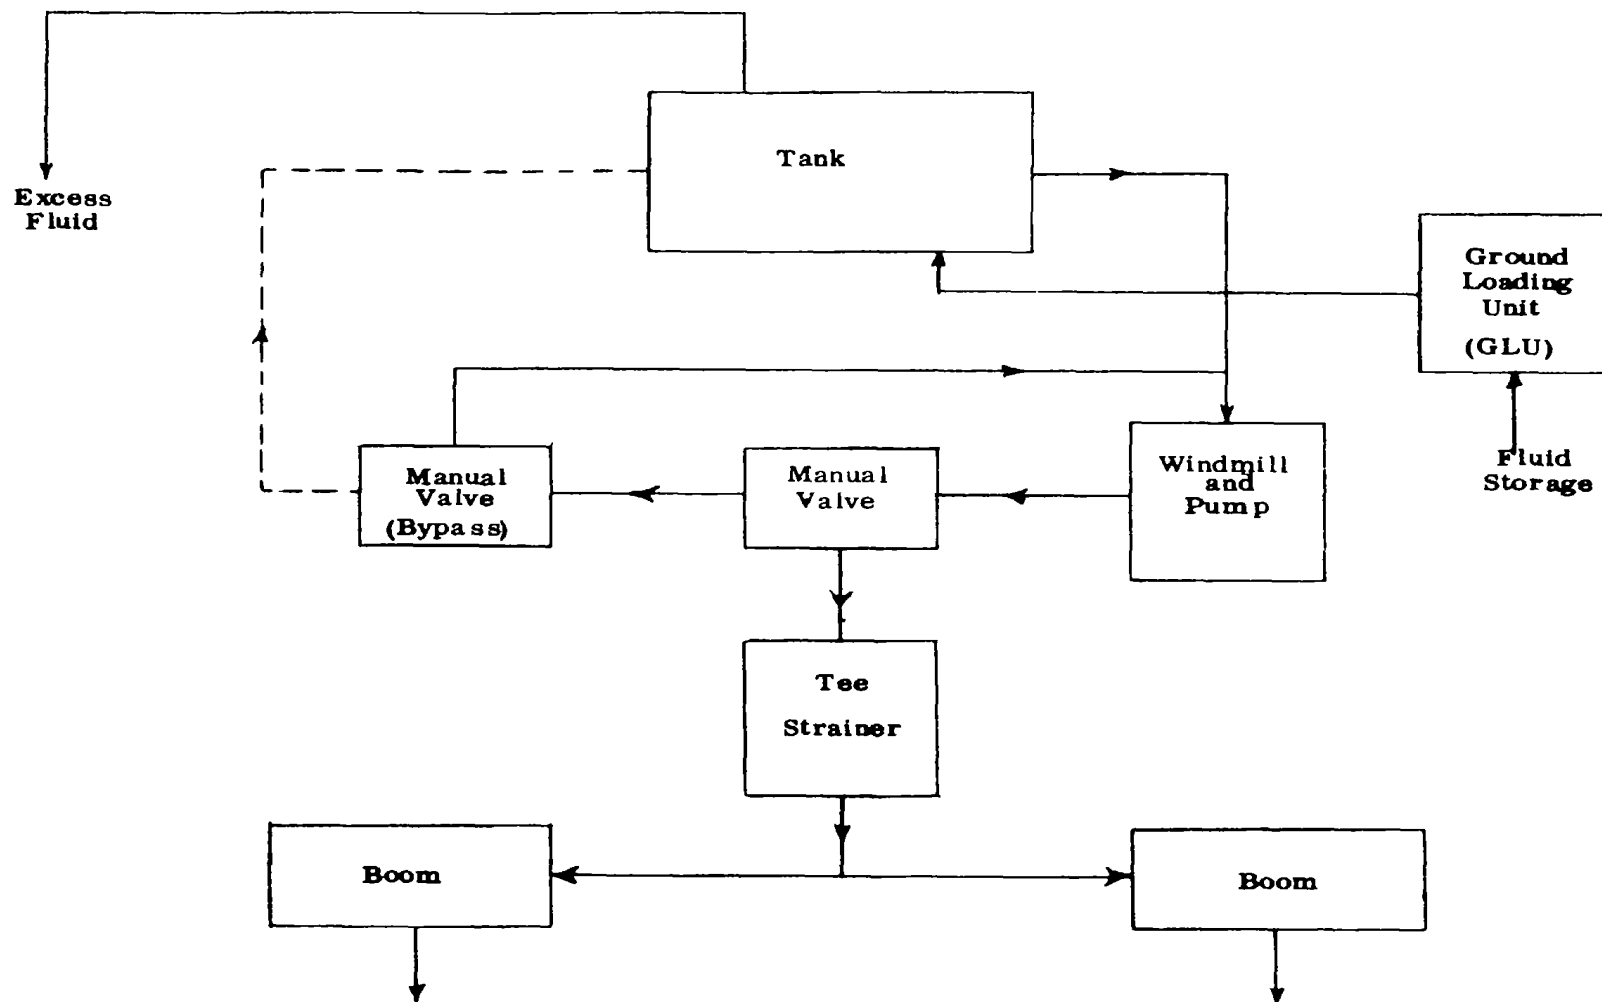 Tank
Excess
Fluid
Ground
Loading
Unit
(GLU)
Fluid
Storage
Manual
Valve
(Bypass)
Manual
Valve
Windmill
and
Pump
Tee
Strainer
Boom
Boom